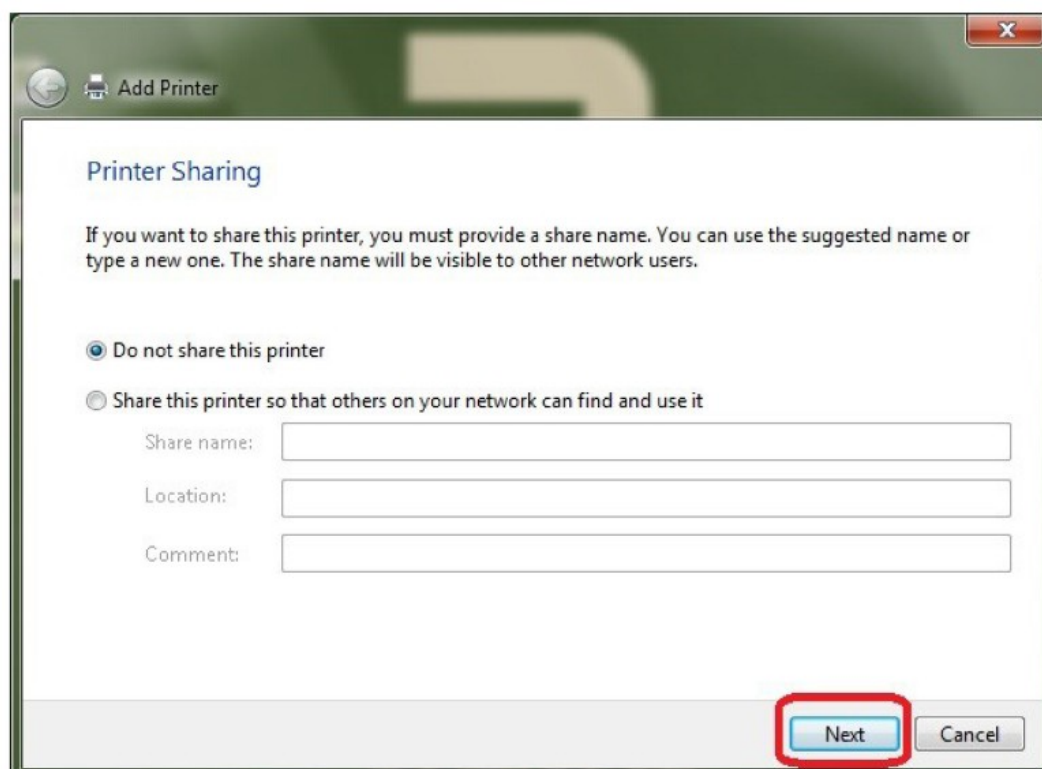 Add Printer
Printer Sharing
If you want to share this printer, you must provide a share name. You can use the suggested name or
type a new one. The share name will be visible to other network users.
Do not share this printer
Share this printer so that others on your network can find and use it
Share name:
Location:
Comment:
Next Cancel